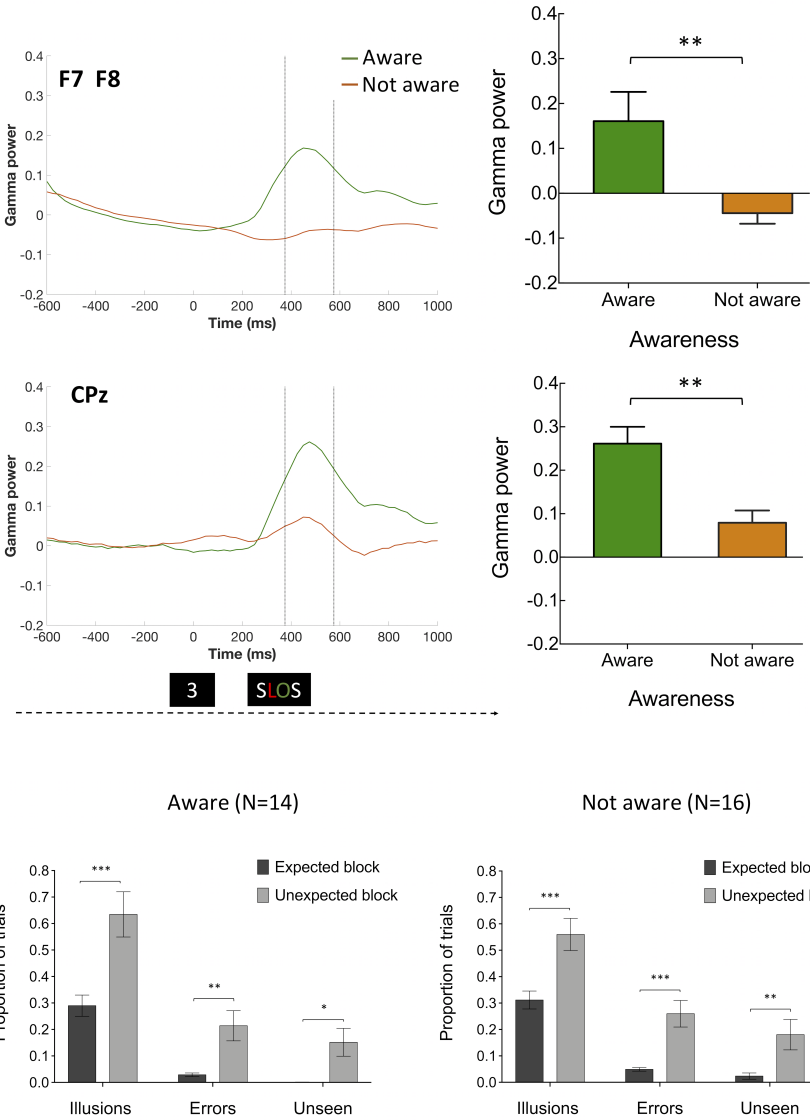 F7 F8
Aware
Not aware
Gamma power
0.4
0.3
0.2
0.1
0
-0.1
-0.2
-600 -400 -200 0 200 400 600 800 1000
Time (ms)
Gamma power
0.4
0.3
0.2
0.1
0.0
-0.1
-0.2
**
Aware Not aware
Awareness
CPz
Gamma power
0.4
0.3
0.2
0.1
0
-0.1
-0.2
-600 -400 -200 0 200 400 600 800 1000
Time (ms)
3
SLOS
Gamma power
0.4
0.3
0.2
0.1
0.0
-0.1
-0.2
**
Aware Not aware
Awareness
Aware (N=14)
Proportion of trials
0.8
0.7
0.6
0.5
0.4
0.3
0.2
0.1
0.0
Expected block
Unexpected block
***
**
*
Illusions Errors Unseen
Not aware (N=16)
Proportion of trials
0.8
0.7
0.6
0.5
0.4
0.3
0.2
0.1
0.0
Expected blo
Unexpected
***
***
**
Illusions Errors Unseen